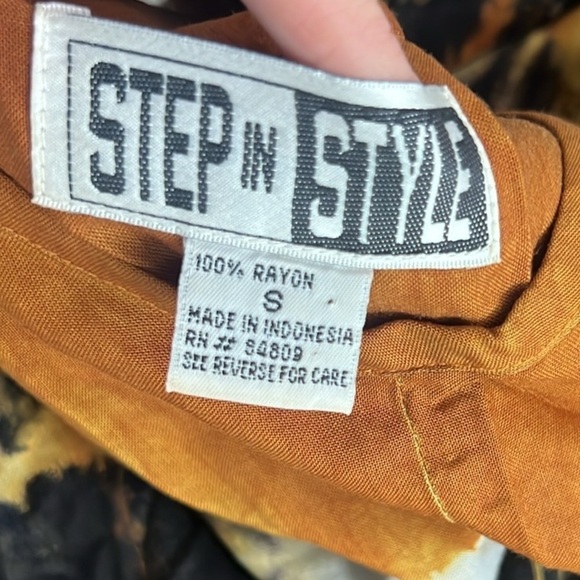 STEP IN STYLE
100% RAYON
S
MADE IN INDONESIA
RN # 84809
SEE REVERSE FOR CARE